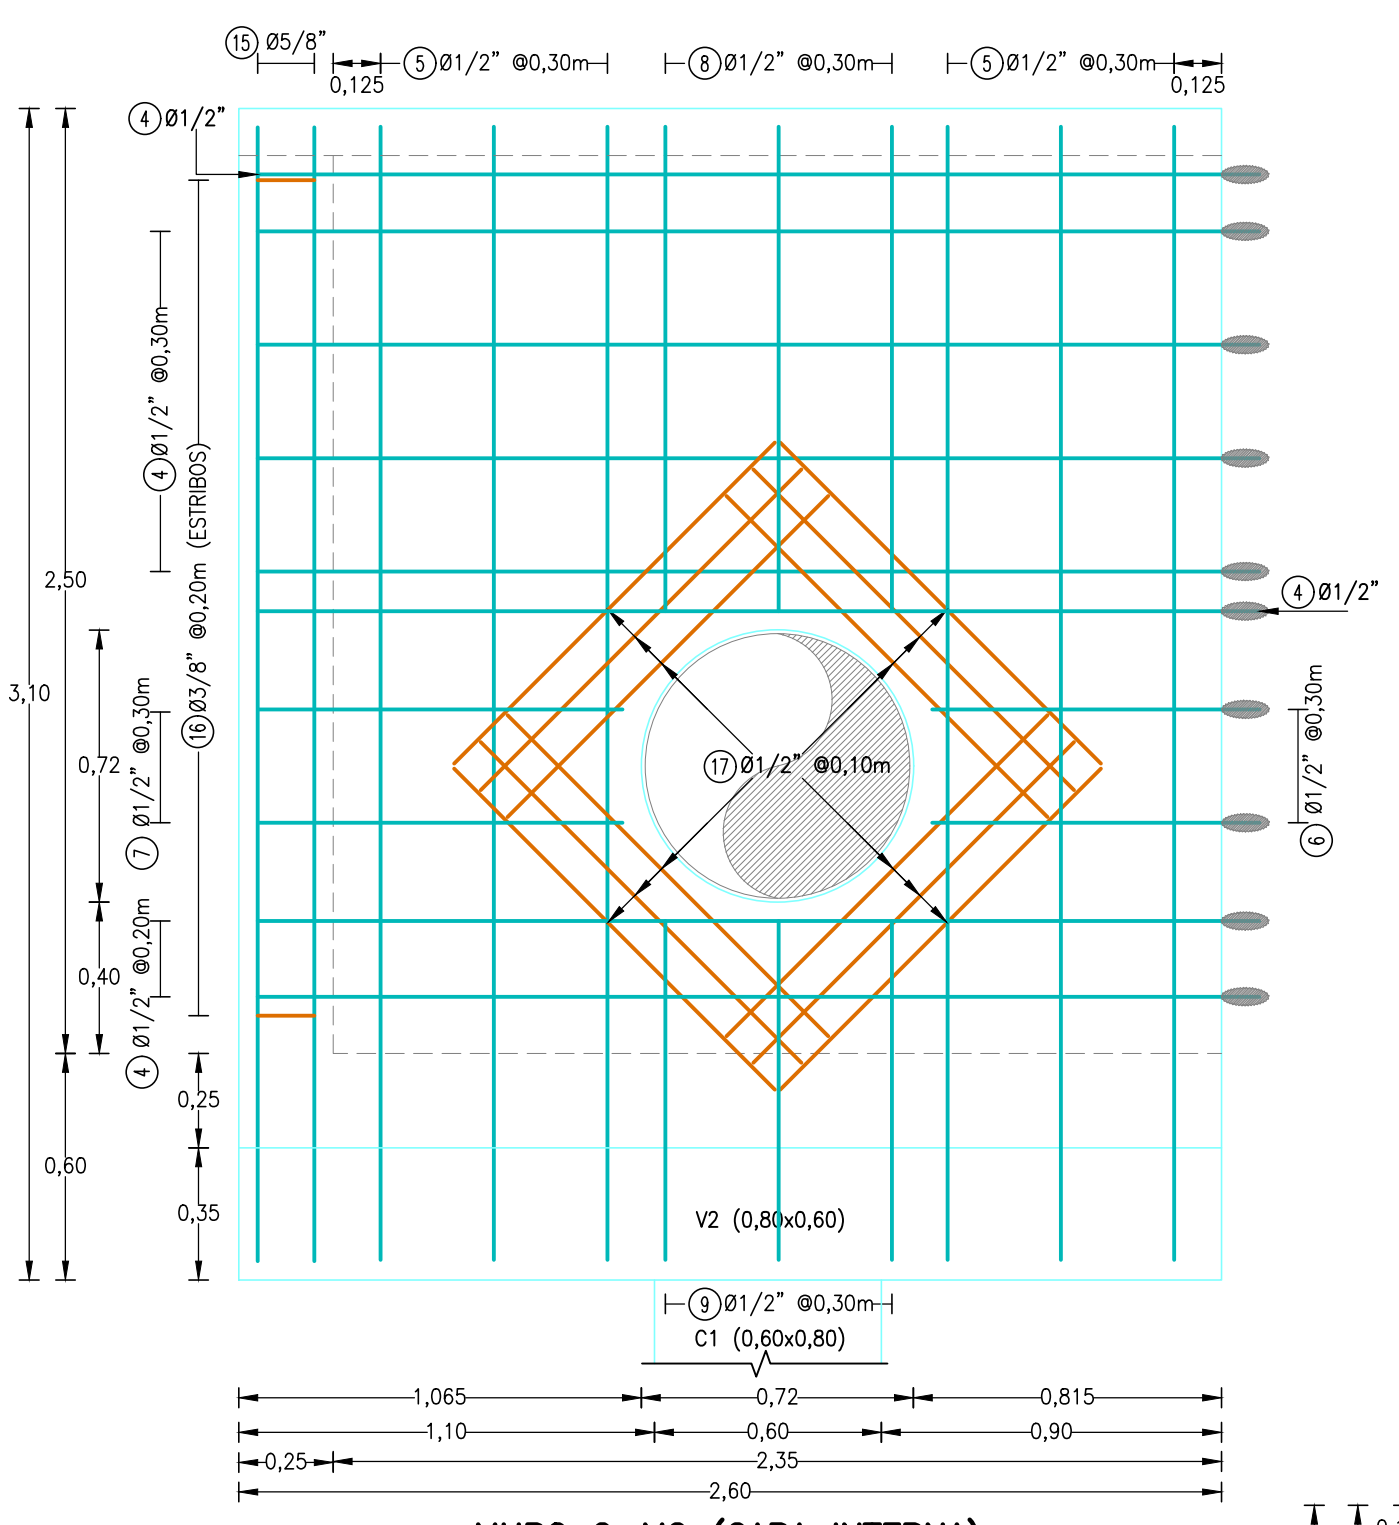 15 Ø5/8"
0,125
5 Ø1/2" @0,30m
8 Ø1/2" @0,30m
5 Ø1/2" @0,30m
0,125
4 Ø1/2"
4 Ø1/2" @0,30m
16 Ø3/8" @0,20m (ESTRIBOS)
2,50
3,10
4 Ø1/2"
7 Ø1/2" @0,30m
0,72
17 Ø1/2" @0,10m
6 Ø1/2" @0,30m
4 Ø1/2" @0,20m
0,40
0,25
0,60
0,35
V2 (0,80x0,60)
9 Ø1/2" @0,30m
C1 (0,60x0,80)
1,065 0,72 0,815
1,10 0,60 0,90
0,25 2,35
2,60